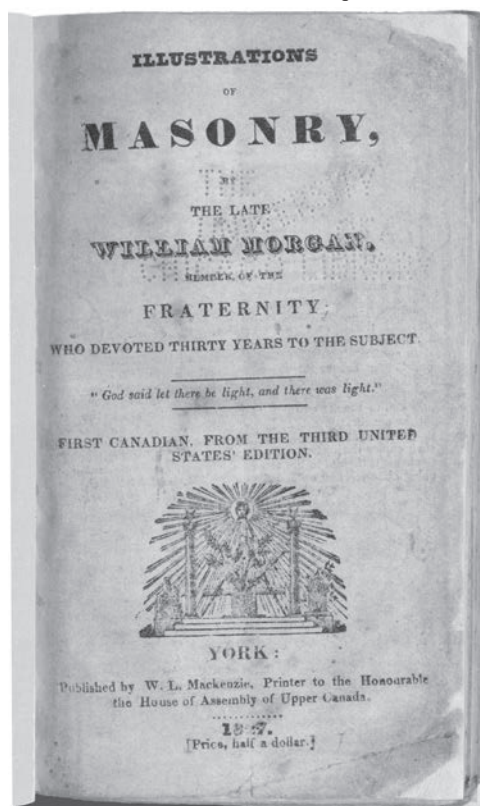 ILLUSTRATIONS
OF
MASONRY,
BY
THE LATE
WILLIAM MORGAN.
MEMBER OF THE
FRATERNITY
WHO DEVOTED THIRTY YEARS TO THE SUBJECT
"God said let there be light, and there was light."
FIRST CANADIAN, FROM THE THIRD UNITED
STATES' EDITION.
YORK:
Published by W. L. Mackenzie, Printer to the Honourable
the House of Assembly of Upper Canada.
[Price, half a dollar.]